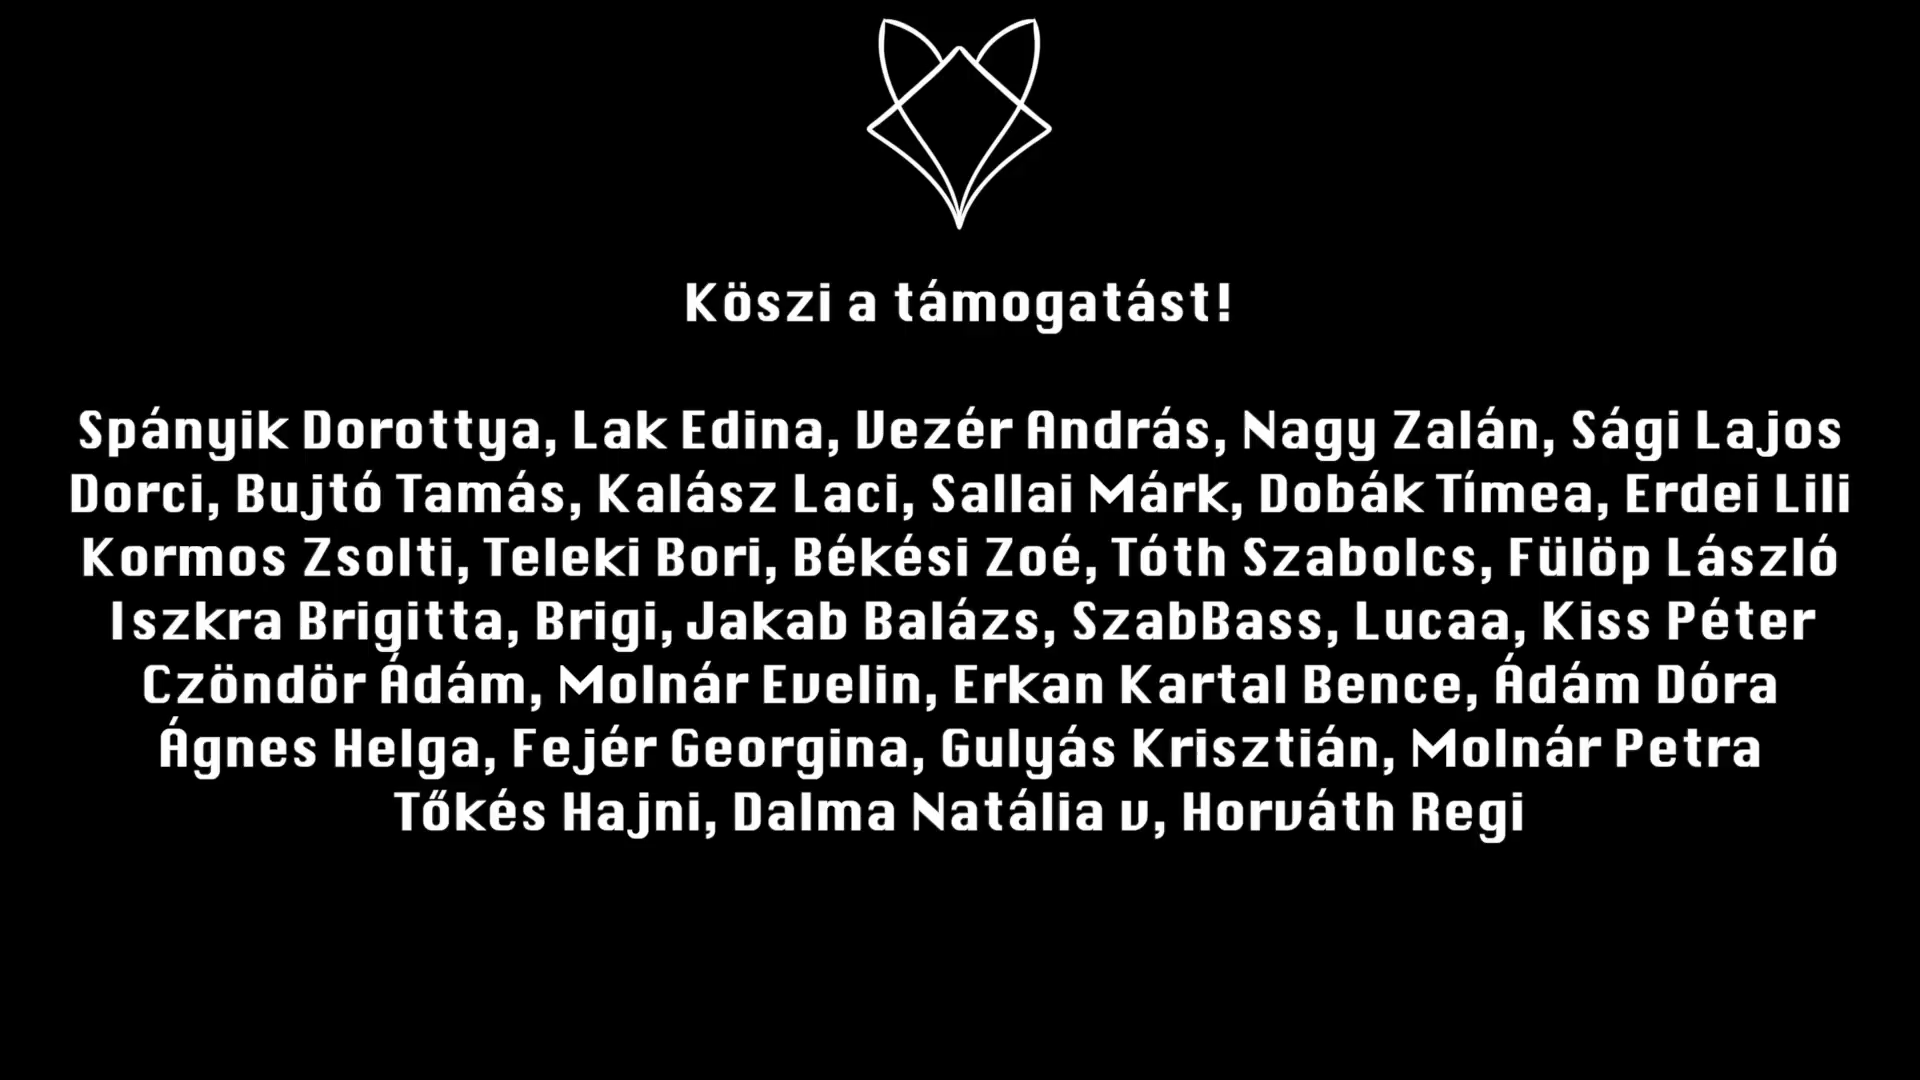 Köszi a támogatást!
Spányik Dorottya, Lak Edina, Vezér András, Nagy Zalán, Sági Lajos
Dorci, Bujtó Tamás, Kalász Laci, Sallai Márk, Dobák Tímea, Erdei Lili
Kormos Zsolti, Teleki Bori, Békési Zoé, Tóth Szabolcs, Fülöp László
Iszkra Brigitta, Brigi, Jakab Balázs, SzabBass, Lucaa, Kiss Péter
Czöndör Ádám, Molnár Evelin, Erkan Kartal Bence, Ádám Dóra
Ágnes Helga, Fejér Georgina, Gulyás Krisztián, Molnár Petra
Tőkés Hajni, Dalma Natália v, Horváth Regi